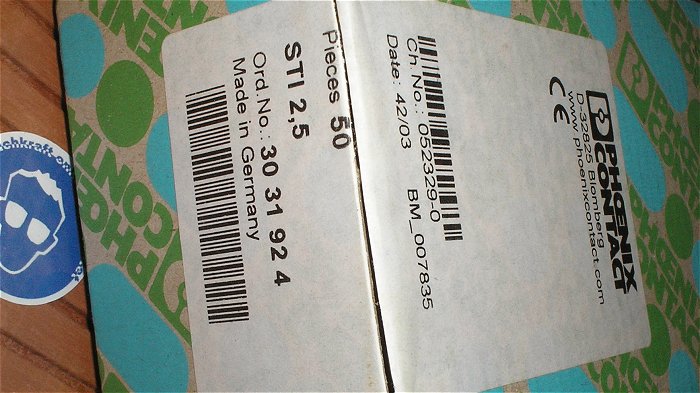 PHOENIX
CONTACT
D-32825 Blomberg
www.phoenixcontact.com
CE
Ch No.: 052329-0
Date: 42/03 BM_007835
Pieces 50
STI 2,5
Ord.No.: 30 31 92 4
Made in Germany